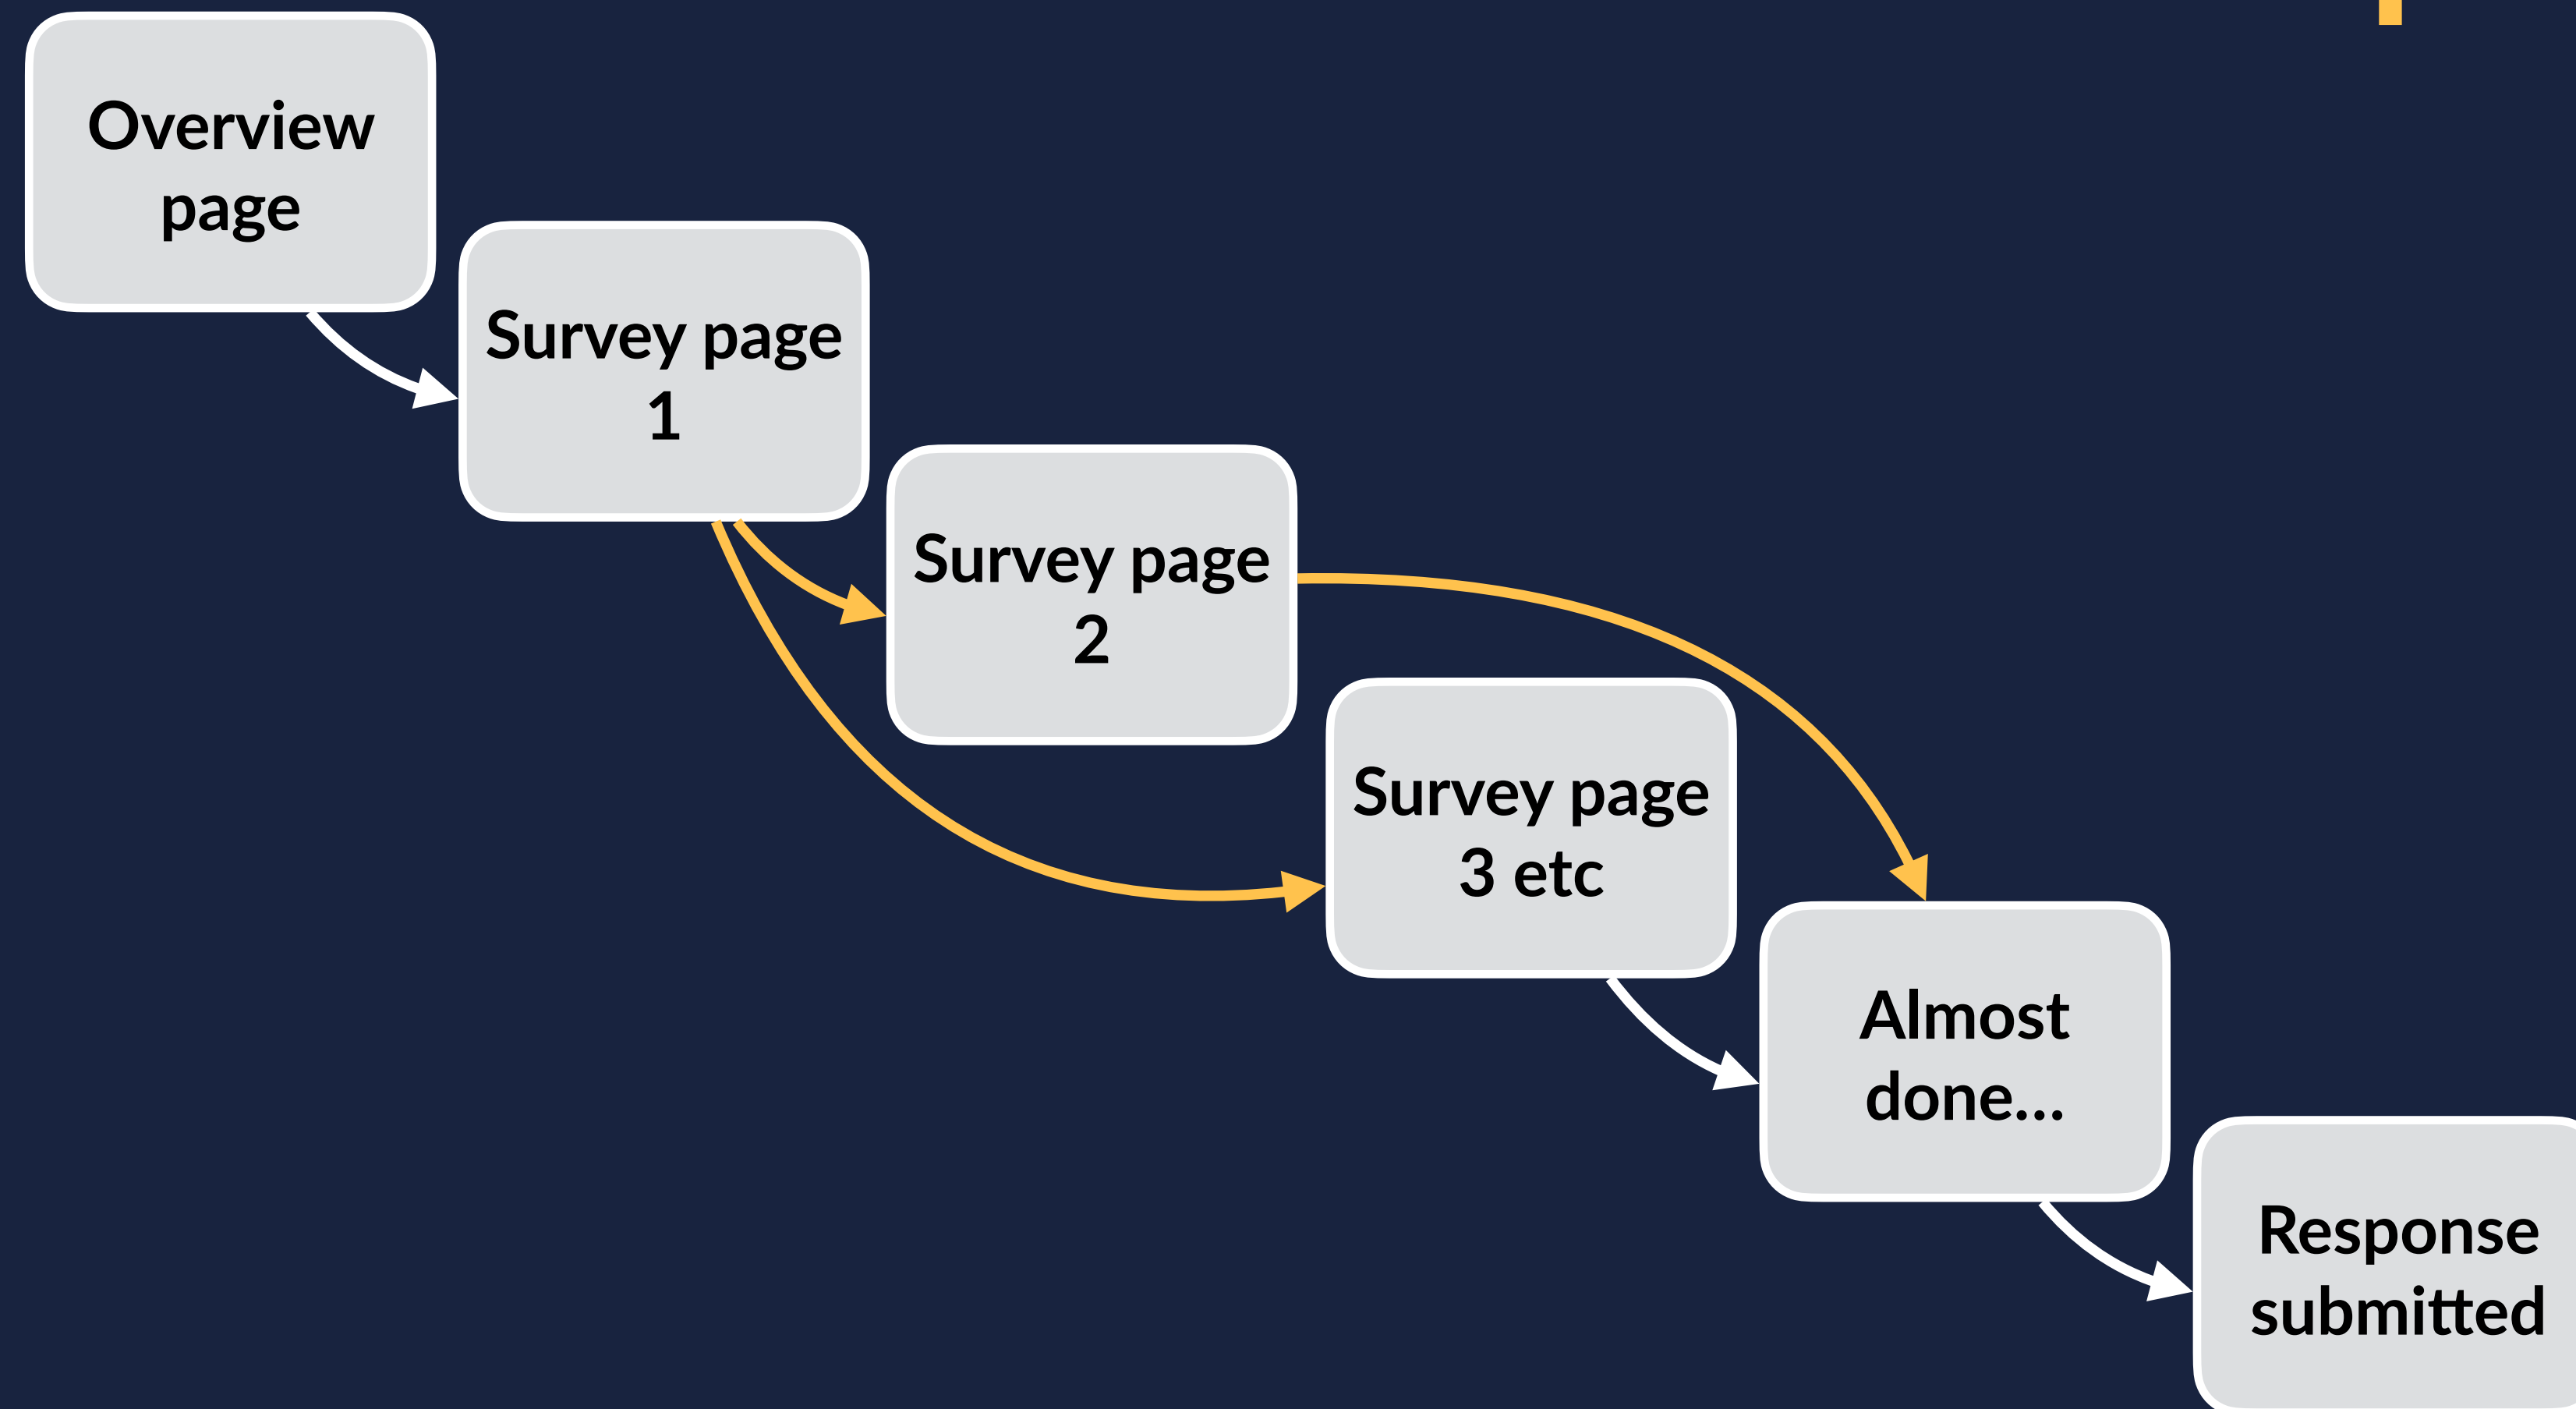 Overview
page
Survey page
1
Survey page
2
Survey page
3 etc
Almost
done...
Response
submitted